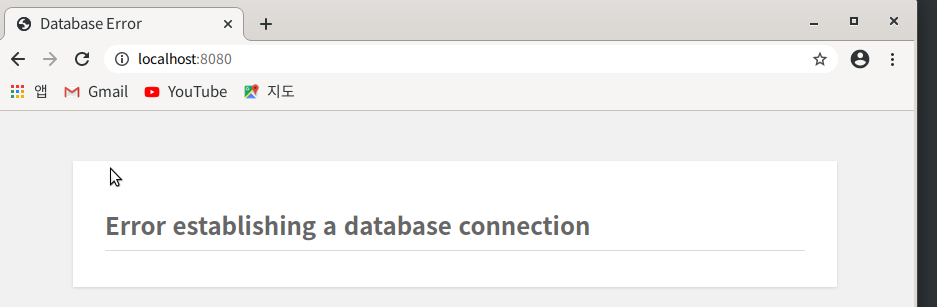 Database Error
localhost:8080
앱 Gmail YouTube 지도
Error establishing a database connection